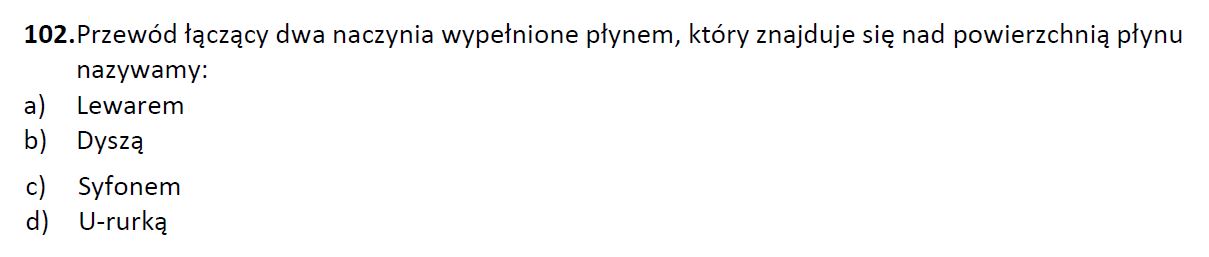 102.Przewód łączący dwa naczynia wypełnione płynem, który znajduje się nad powierzchnią płynu
nazywamy:
a) Lewarem
b) Dyszą
c) Syfonem
d) U-rurką